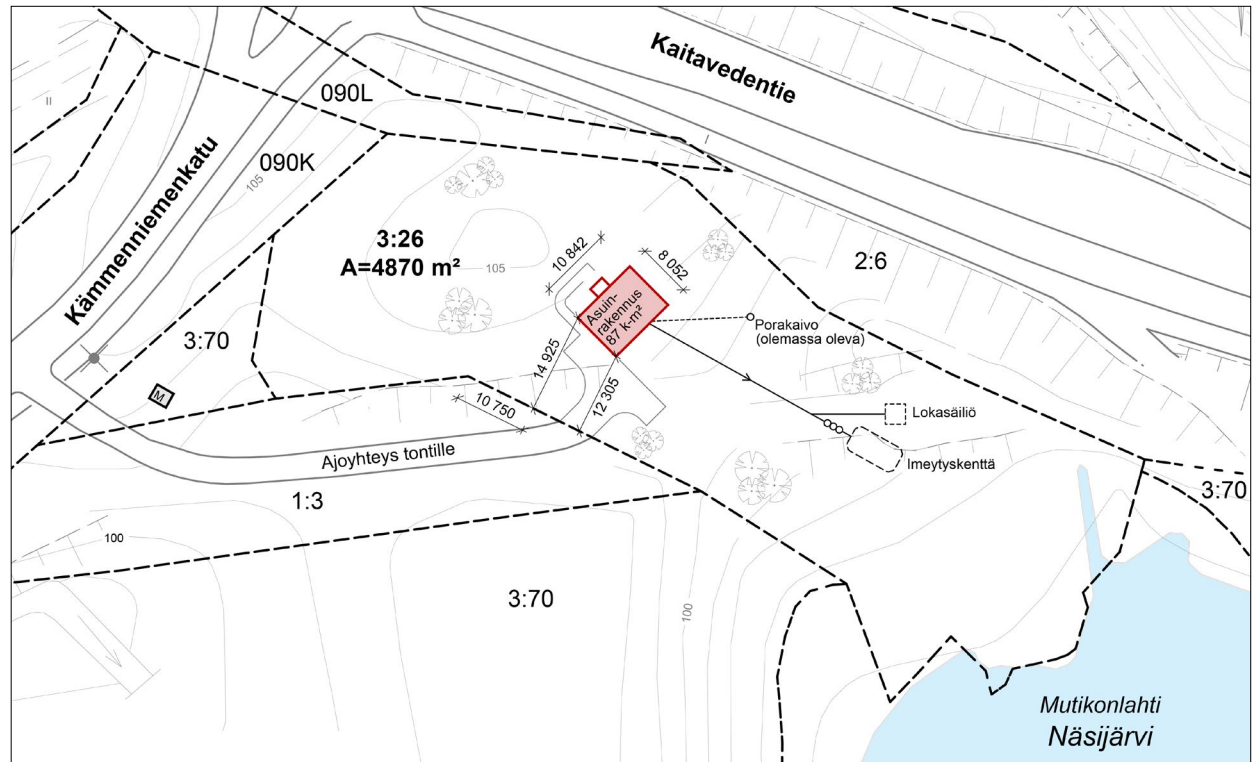 Kaitavedentie
090L
II
090K
105
Kämmenniemenkatu
3:26
A=4870 m²
105
10 842
8 052
2:6
Asuin-
rakennus
87 k-m²
Porakaivo
(olemassa oleva)
3:70
14 925
12 305
M.
10 750
Lokasäiliö
Imeytyskenttä
Ajoyhteys tontille
3:70
1:3
100
3:70
100
Mutikonlahti
Näsijärvi